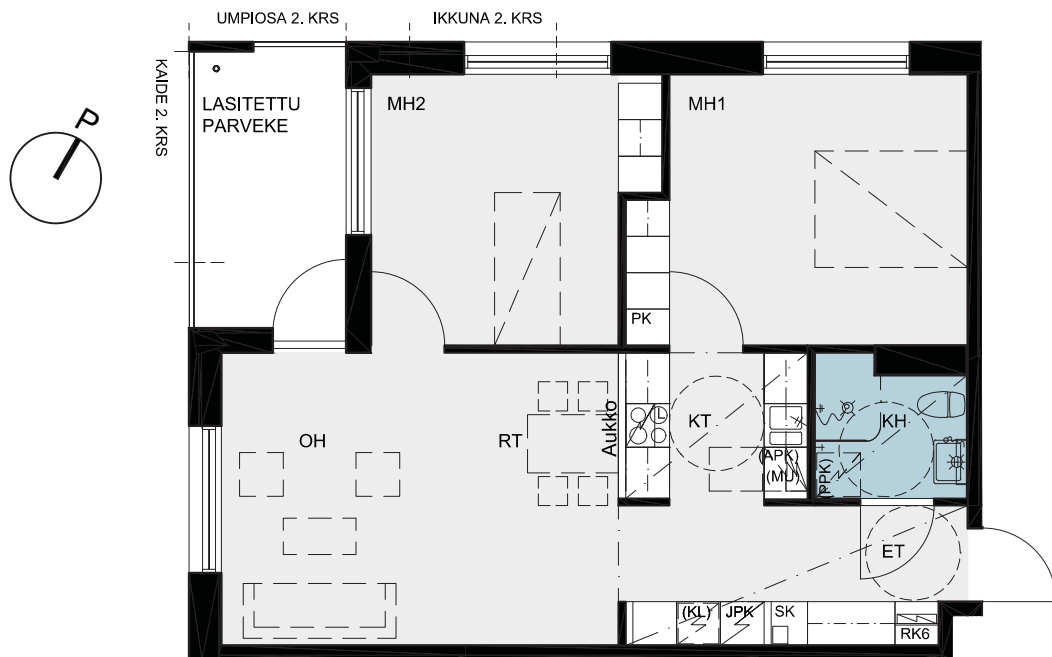 UMPIOSA 2. KRS
IKKUNA 2. KRS
KAIDE 2. KRS
P
LASITETTU
PARVEKE
MH2
MH1
PK
OH
RT
Aukko
KT
(APK)
(MU)
KH
(PPK)
ET
(KL)
JPK
SK
RK6